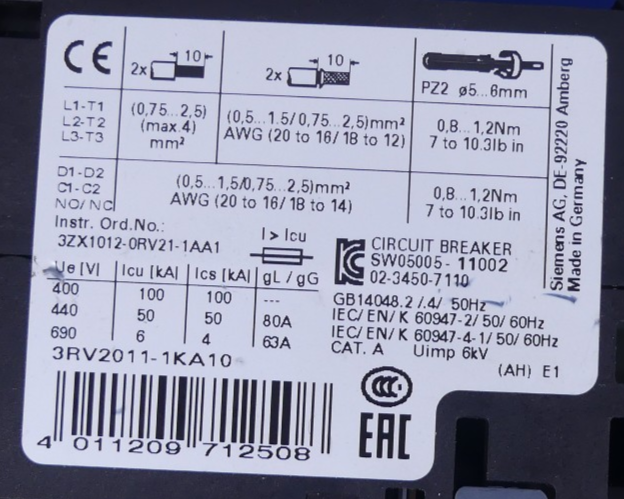 CE
2x 10
2x 10
PZ2 ø5...6mm
L1-T1
L2-T2
L3-T3
(0,75...2,5)
(max.4)
mm²
(0,5...1.5/0,75...2,5)mm²
AWG (20 to 16/18 to 12)
0,8...1,2Nm
7 to 10.3lb in
D1-D2
C1-C2
NO/NC
(0,5...1,5/0,75...2,5)mm²
AWG (20 to 16/18 to 14)
0,8...1,2Nm
7 to 10.3lb in
Siemens AG, DE-92220 Amberg
Made in Germany
Instr. Ord.No.:
3ZX1012-0RV21-1AA1
I > Icu
Ue [V] Icu [kA] Ics [kA] gL / gG
400 100 100 ---
440 50 50 80A
690 6 4 63A
3RV2011-1KA10
CIRCUIT BREAKER
SW05005-11002
02-3450-7110
GB14048.2 /.4/ 50Hz
IEC/ EN/ K 60947-2/ 50/ 60Hz
IEC/ EN/ K 60947-4-1/ 50/ 60Hz
CAT. A Uimp 6kV
(AH) E1
CCC
EAC
4 011209 712508